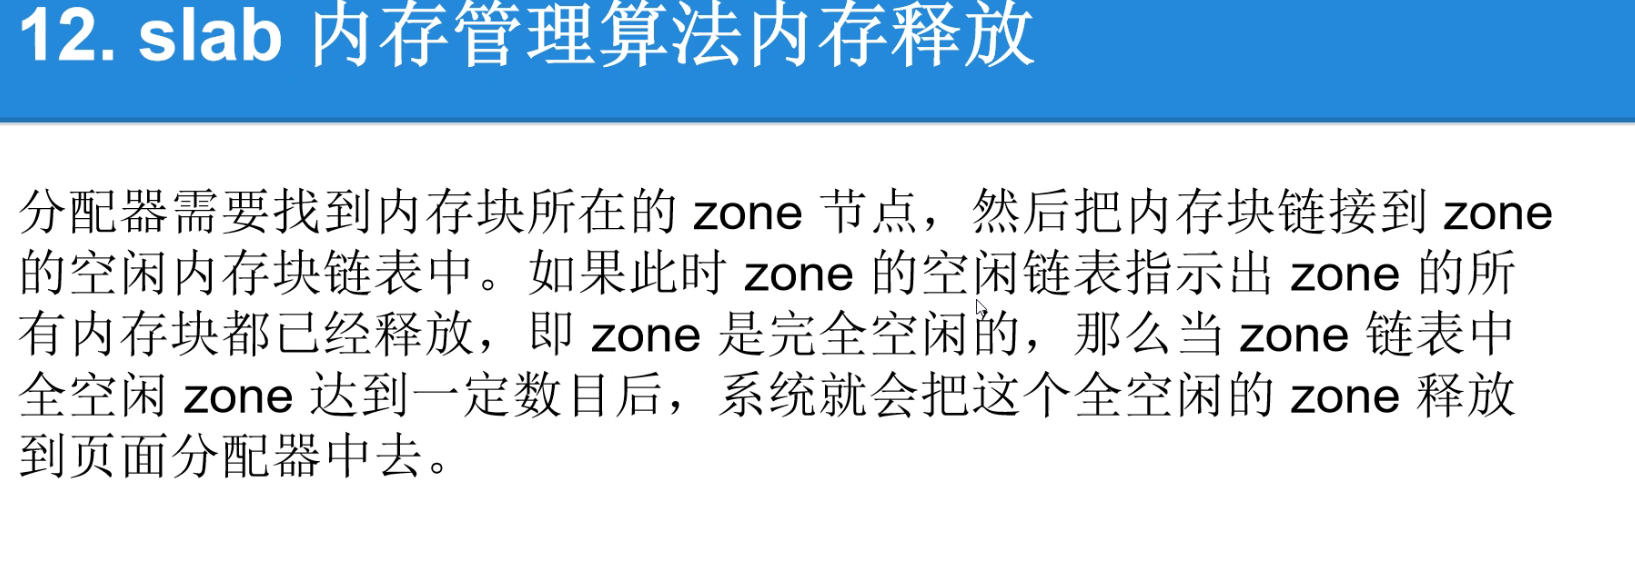 12. slab 内存管理算法内存释放
分配器需要找到内存块所在的 zone 节点，然后把内存块链接到 zone
的空闲内存块链表中。如果此时 zone 的空闲链表指示出 zone 的所
有内存块都已经释放，即 zone 是完全空闲的，那么当 zone 链表中
全空闲 zone 达到一定数目后，系统就会把这个全空闲的 zone 释放
到页面分配器中去。